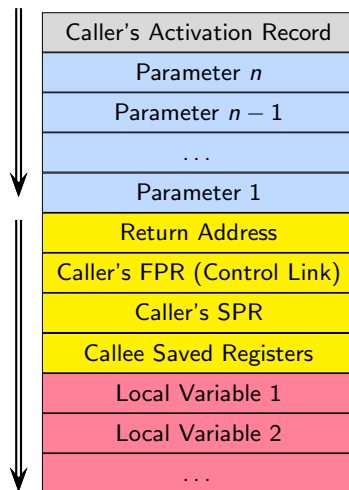 Caller's Activation Record
Parameter n
Parameter n − 1
...
Parameter 1
Return Address
Caller's FPR (Control Link)
Caller's SPR
Callee Saved Registers
Local Variable 1
Local Variable 2
...